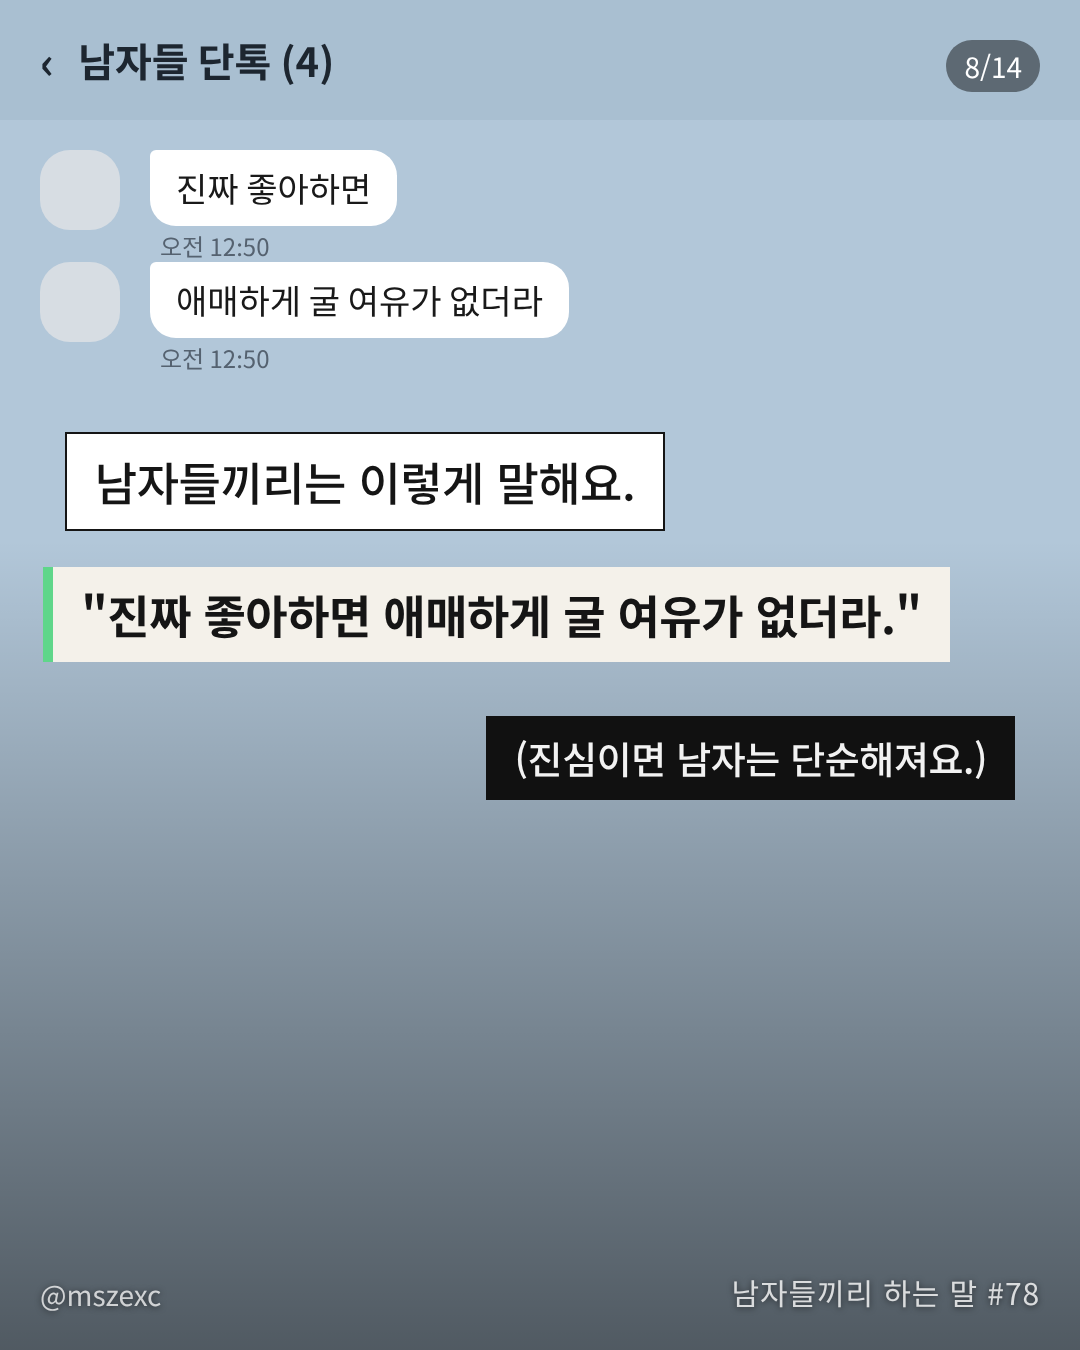 ‹ 남자들 단톡 (4)
8/14
진짜 좋아하면
오전 12:50
애매하게 굴 여유가 없더라
오전 12:50
남자들끼리는 이렇게 말해요.
"진짜 좋아하면 애매하게 굴 여유가 없더라."
(진심이면 남자는 단순해져요.)
@mszexc
남자들끼리 하는 말 #78